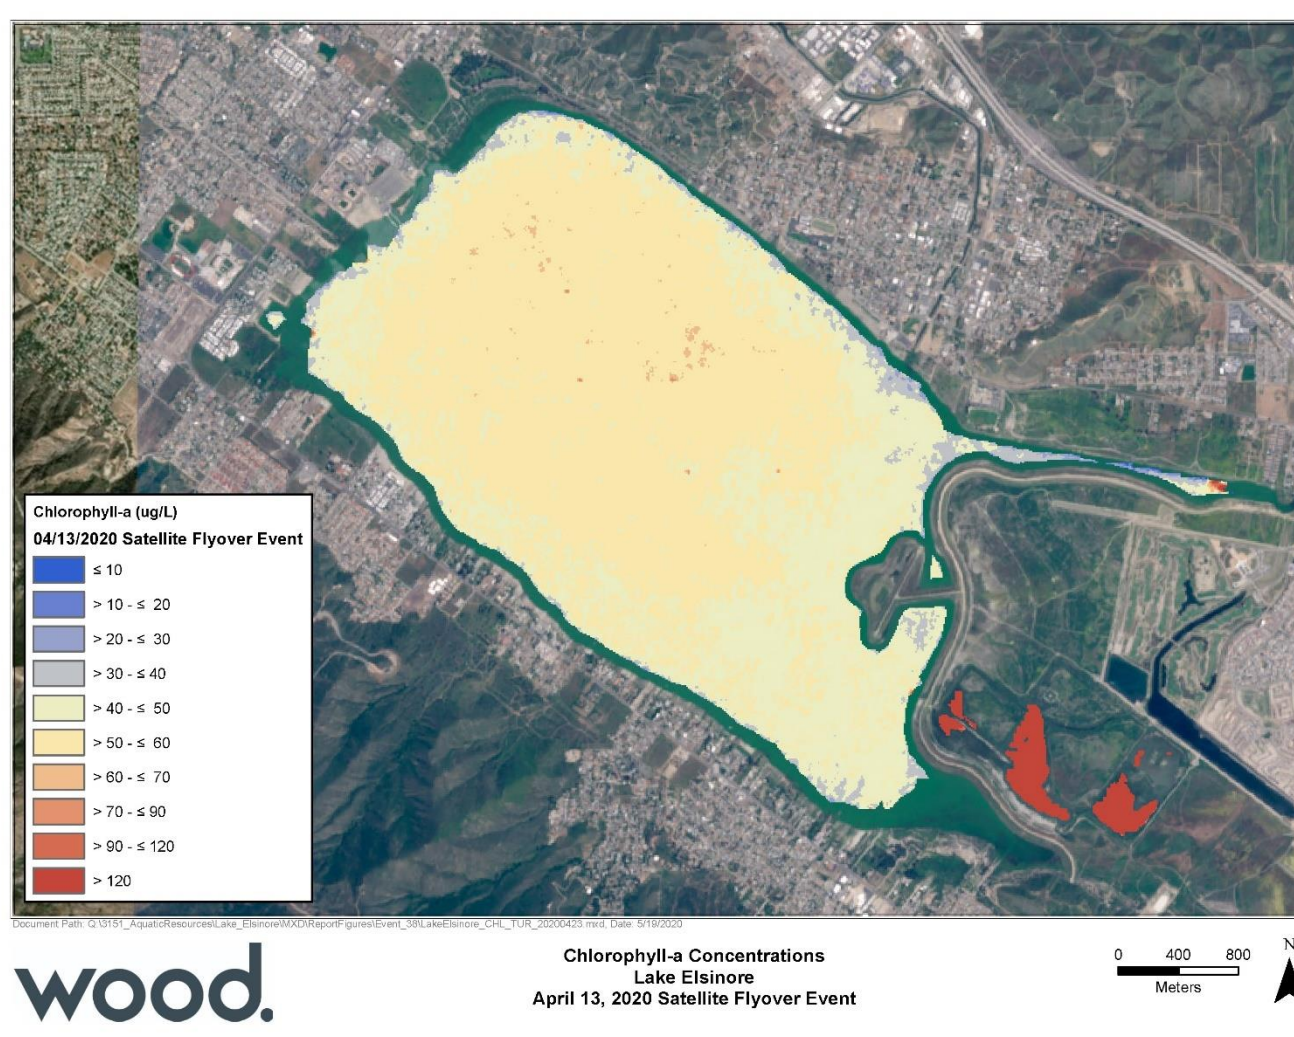 Chlorophyll-a (ug/L)
04/13/2020 Satellite Flyover Event
≤ 10
> 10 - ≤ 20
> 20 - ≤ 30
> 30 - ≤ 40
> 40 - ≤ 50
> 50 - ≤ 60
> 60 - ≤ 70
> 70 - ≤ 90
> 90 - ≤ 120
> 120
Document Path: Q:\3151_AquaticResources\Lake_Elsinore\MXD\ReportFigures\Event_38\LakeElsinore_CHL_TUR_20200423.mxd, Date: 5/19/2020
wood.
Chlorophyll-a Concentrations
Lake Elsinore
April 13, 2020 Satellite Flyover Event
0 400 800
Meters
N